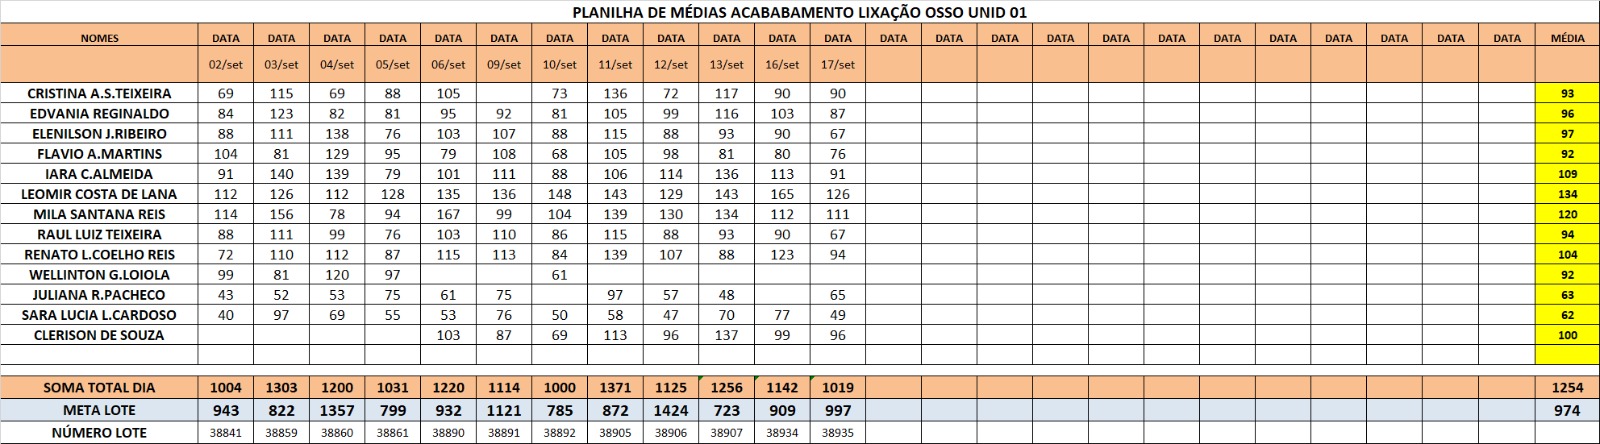 PLANILHA DE MÉDIAS ACABABAMENTO LIXAÇÃO OSSO UNID 01
NOMES DATA DATA DATA DATA DATA DATA DATA DATA DATA DATA DATA DATA DATA DATA DATA DATA DATA DATA DATA DATA DATA DATA DATA DATA MÉDIA
02/set 03/set 04/set 05/set 06/set 09/set 10/set 11/set 12/set 13/set 16/set 17/set
CRISTINA A.S.TEIXEIRA 69 115 69 88 105 73 136 72 117 90 90 93
EDVANIA REGINALDO 84 123 82 81 95 92 81 105 99 116 103 87 96
ELENILSON J.RIBEIRO 88 111 138 76 103 107 88 115 88 93 90 67 97
FLAVIO A.MARTINS 104 81 129 95 79 108 68 105 98 81 80 76 92
IARA C.ALMEIDA 91 140 139 79 101 111 88 106 114 136 113 91 109
LEOMIR COSTA DE LANA 112 126 112 128 135 136 148 143 129 143 165 126 134
MILA SANTANA REIS 114 156 78 94 167 99 104 139 130 134 112 111 120
RAUL LUIZ TEIXEIRA 88 111 99 76 103 110 86 115 88 93 90 67 94
RENATO L.COELHO REIS 72 110 112 87 115 113 84 139 107 88 123 94 104
WELLINTON G.LOIOLA 99 81 120 97 61 92
JULIANA R.PACHECO 43 52 53 75 61 75 97 57 48 65 63
SARA LUCIA L.CARDOSO 40 97 69 55 53 76 50 58 47 70 77 49 62
CLERISON DE SOUZA 103 87 69 113 96 137 99 96 100
SOMA TOTAL DIA 1004 1303 1200 1031 1220 1114 1000 1371 1125 1256 1142 1019 1254
META LOTE 943 822 1357 799 932 1121 785 872 1424 723 909 997 974
NÚMERO LOTE 38841 38859 38860 38861 38890 38891 38892 38905 38906 38907 38934 38935